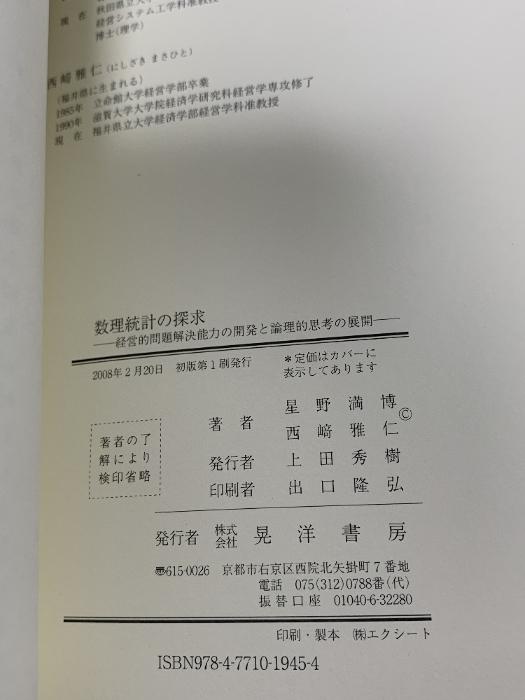 現 在 秋田県立大
経営システム工学科准教授
博士(理学)
西﨑雅仁(にしざき まさひと)
(福井県に生まれる)
1985年 立命館大学経営学部卒業
1990年 滋賀大学大学院経済学研究科経営学専攻修了
現 在 福井県立大学経済学部経営学科准教授
数理統計の探求
──経営的問題解決能力の開発と論理的思考の展開──
2008年2月20日 初版第1刷発行
*定価はカバーに
表示してあります
著者の了
解により
検印省略
著 者
星 野 満 博
西 﨑 雅 仁
©
発行者 上 田 秀 樹
印刷者 出 口 隆 弘
発行者 株式会社 晃 洋 書 房
〠615-0026 京都市右京区西院北矢掛町7番地
電話 075(312)0788番(代)
振替口座 01040-6-32280
印刷・製本 ㈱エクシート
ISBN978-4-7710-1945-4